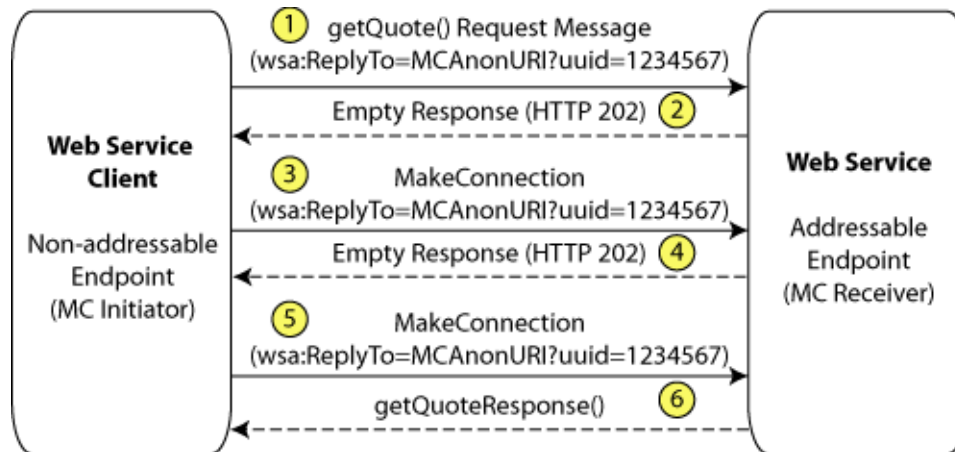 1
getQuote() Request Message
(wsa:ReplyTo=MCAnonURI?uuid=1234567)
Empty Response (HTTP 202)
2
Web Service
Client
Non-addressable
Endpoint
(MC Initiator)
3
MakeConnection
(wsa:ReplyTo=MCAnonURI?uuid=1234567)
Empty Response (HTTP 202)
4
5
MakeConnection
(wsa:ReplyTo=MCAnonURI?uuid=1234567)
getQuoteResponse()
6
Web Service
Addressable
Endpoint
(MC Receiver)